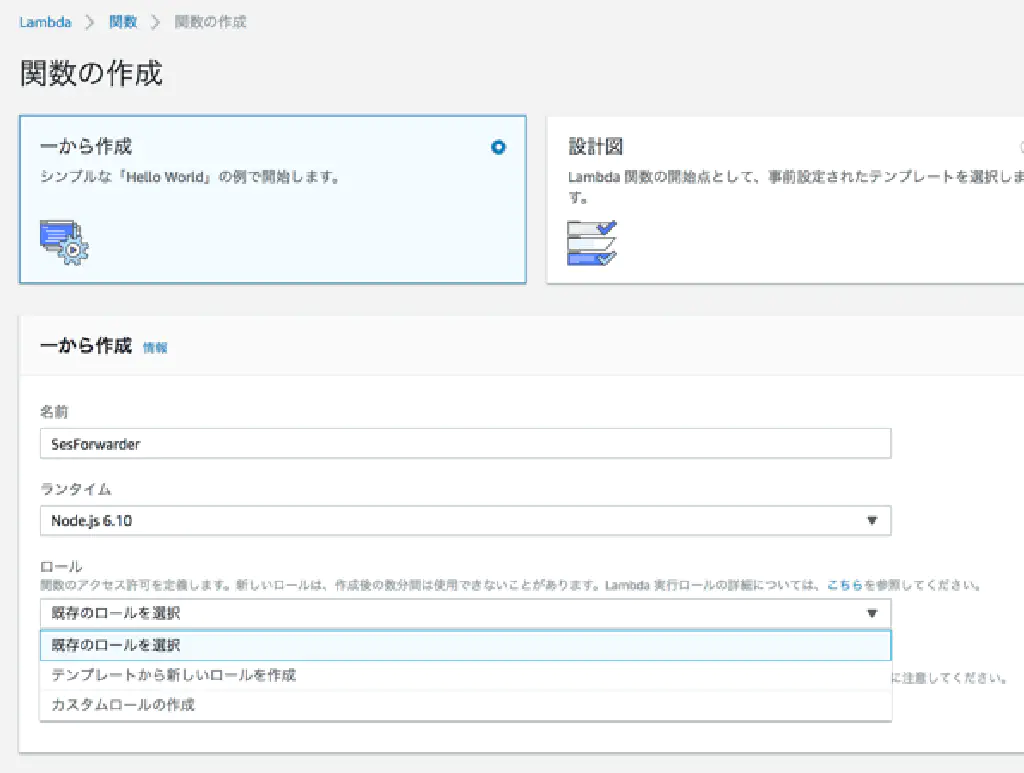 Lambda > 関数 > 関数の作成
関数の作成
一から作成
シンプルな「Hello World」の例で開始します。
設計図
Lambda 関数の開始点として、事前設定されたテンプレートを選択しま
す。
一から作成 情報
名前
SesForwarder
ランタイム
Node.js 6.10
ロール
関数のアクセス許可を定義します。新しいロールは、作成後の数分間は使用できないことがあります。Lambda 実行ロールの詳細については、こちらを参照してください。
既存のロールを選択
既存のロールを選択
テンプレートから新しいロールを作成
に注意してください。
カスタムロールの作成